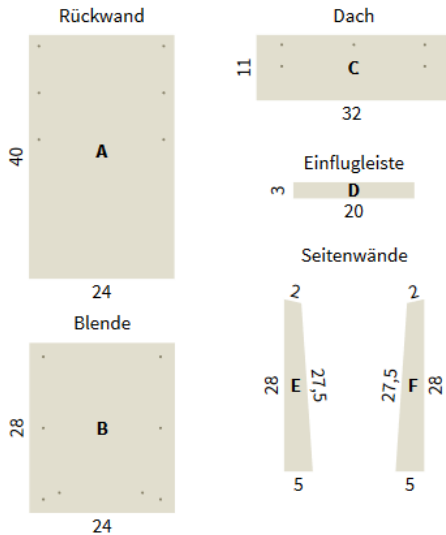 Rückwand
A
40
24
Blende
B
28
24
Dach
C
11
32
Einflugleiste
D
3
20
Seitenwände
2
28
E
27,5
5
2
27,5
F
28
5